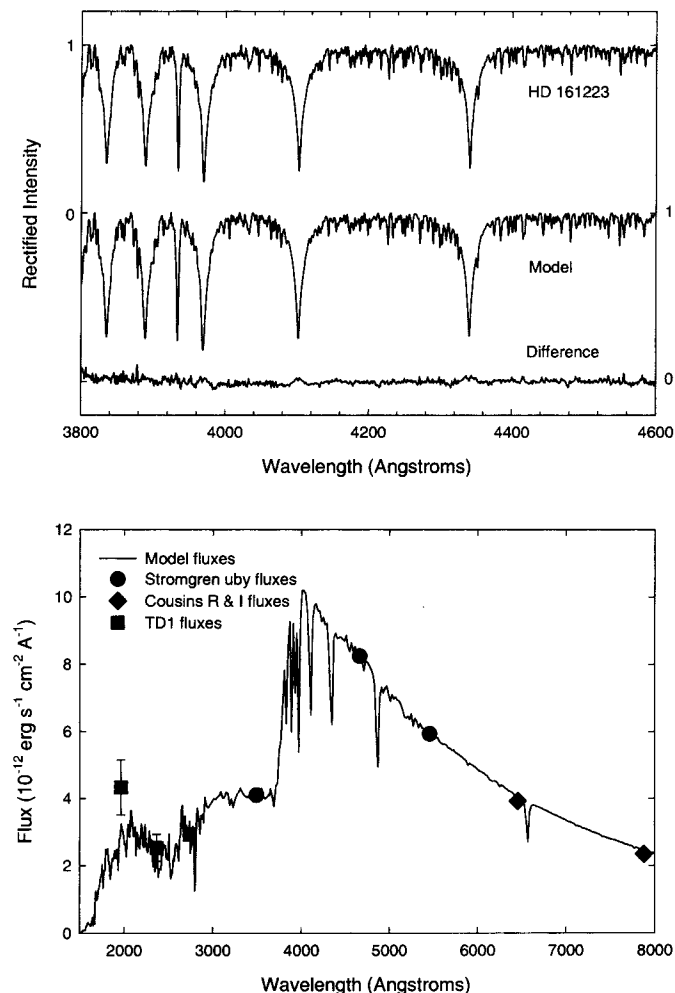 1
HD 161223
0
1
Rectified Intensity
Model
Difference
0
3800
4000
4200
4400
4600
Wavelength (Angstroms)
12
10
8
6
4
2
0
Model fluxes
Stromgren uby fluxes
Cousins R & I fluxes
TD1 fluxes
Flux (10⁻¹² erg s⁻¹ cm⁻² A⁻¹)
2000
3000
4000
5000
6000
7000
8000
Wavelength (Angstroms)